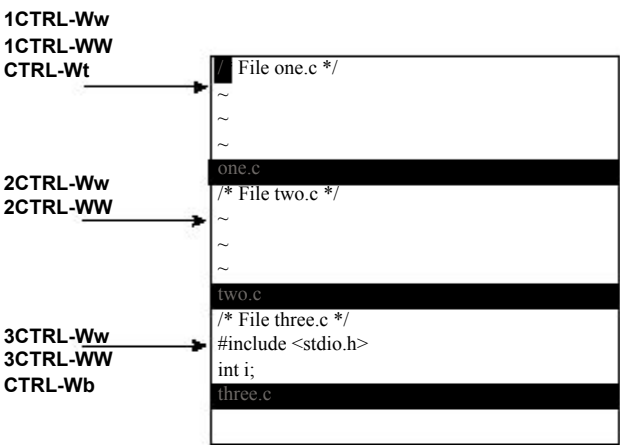 1CTRL-Ww
1CTRL-WW
CTRL-Wt
/* File one.c */
~
~
~
one.c
2CTRL-Ww
2CTRL-WW
/* File two.c */
~
~
~
two.c
3CTRL-Ww
3CTRL-WW
CTRL-Wb
/* File three.c */
#include <stdio.h>
int i;
three.c